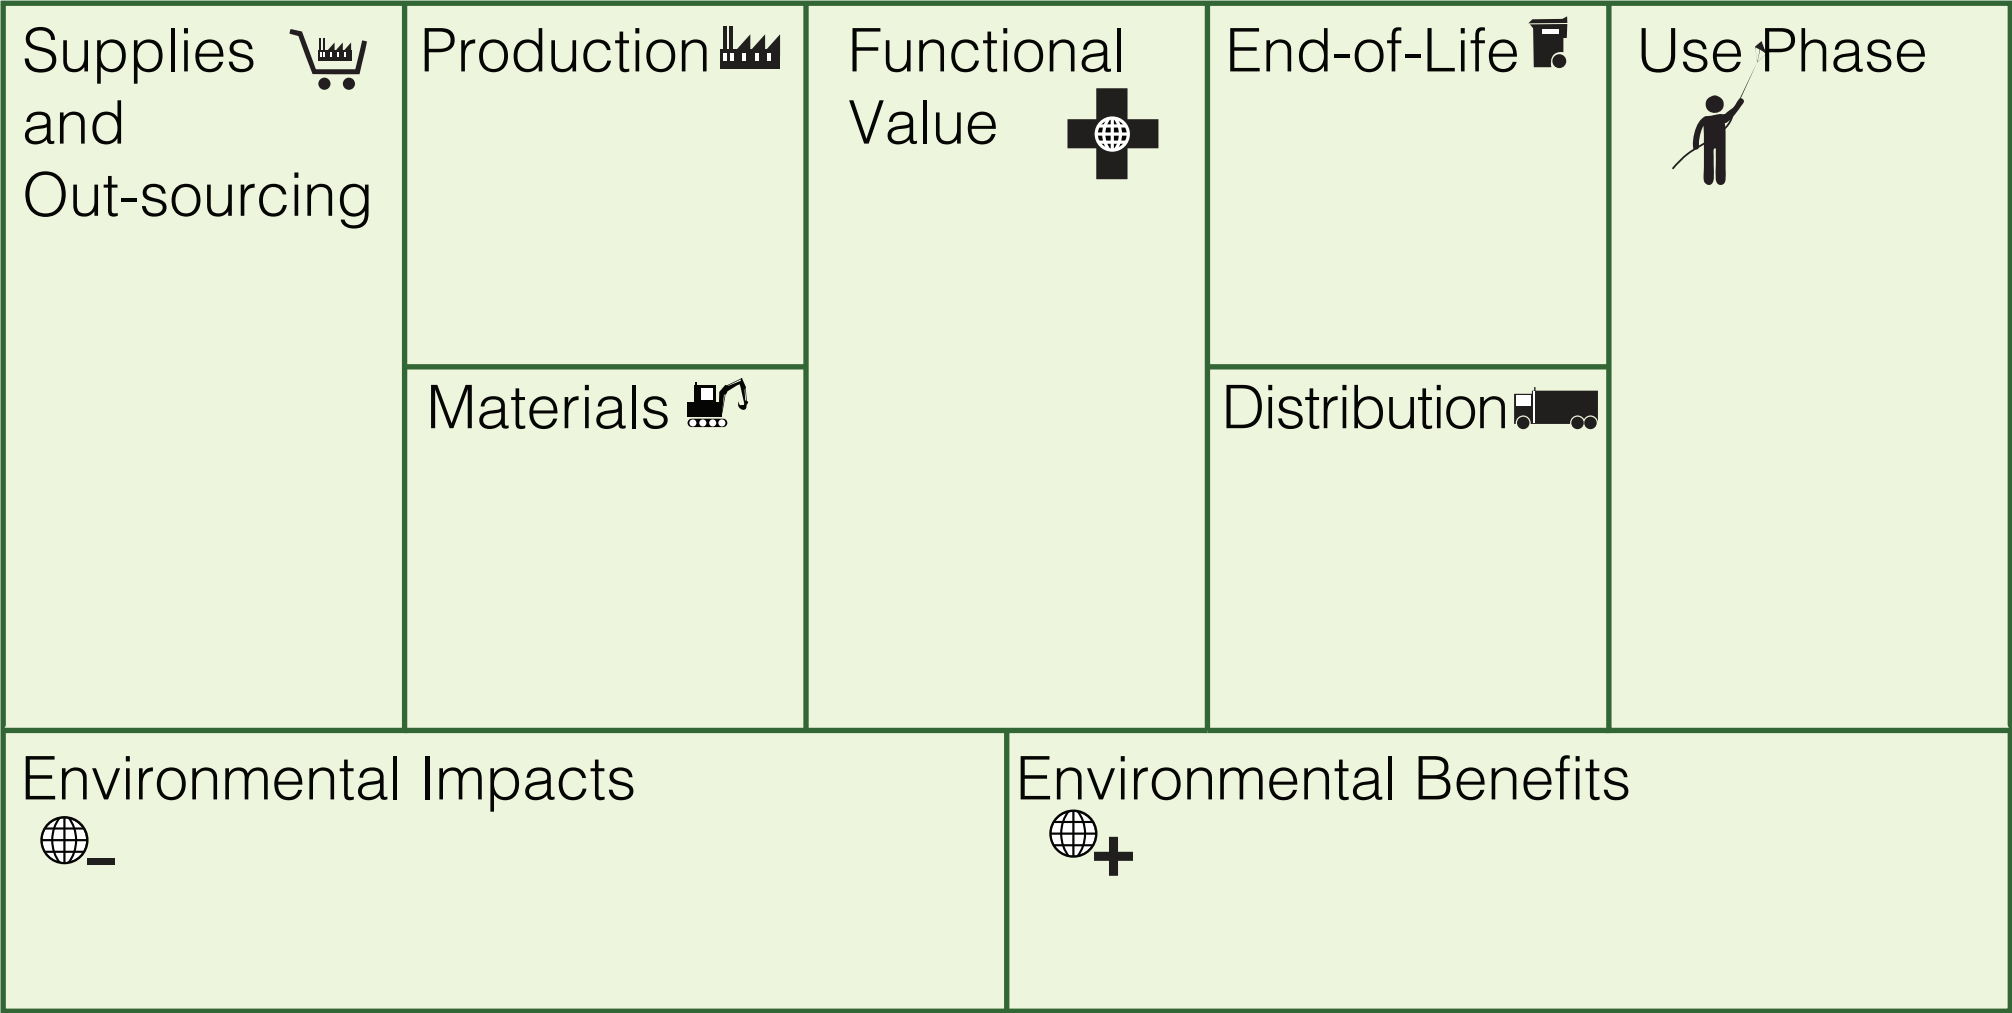 Supplies
and
Out-sourcing
Production
Materials
Functional
Value
End-of-Life
Distribution
Use Phase
Environmental Impacts
Environmental Benefits